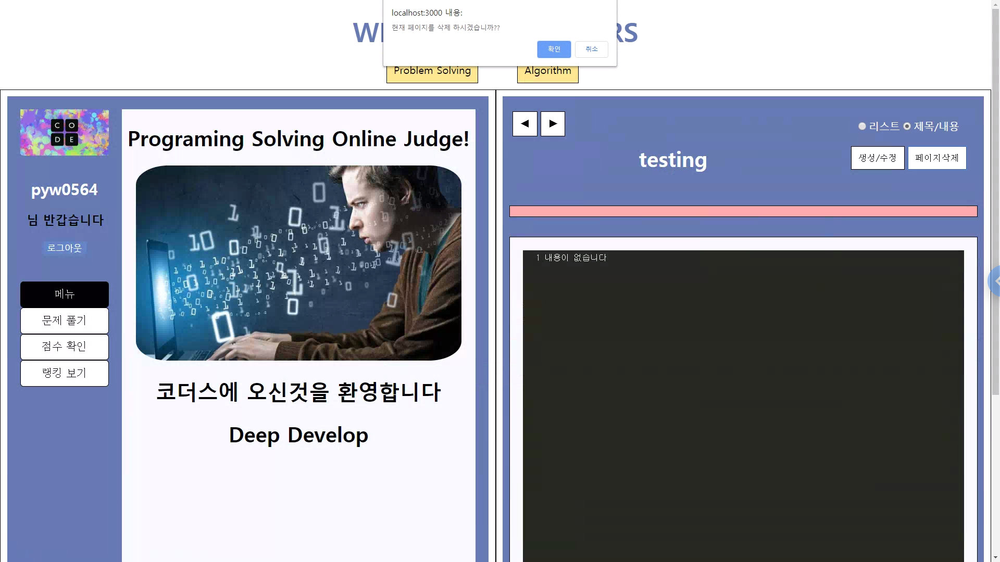 localhost:3000 내용:
현재 페이지를 삭제 하시겠습니까??
확인 취소
Problem Solving Algorithm
C O
D E
pyw0564
님 반갑습니다
로그아웃
메뉴
문제 풀기
점수 확인
랭킹 보기
Programing Solving Online Judge!
코더스에 오신것을 환영합니다
Deep Develop
◀ ▶
리스트 제목/내용
testing
생성/수정 페이지삭제
1 내용이 없습니다